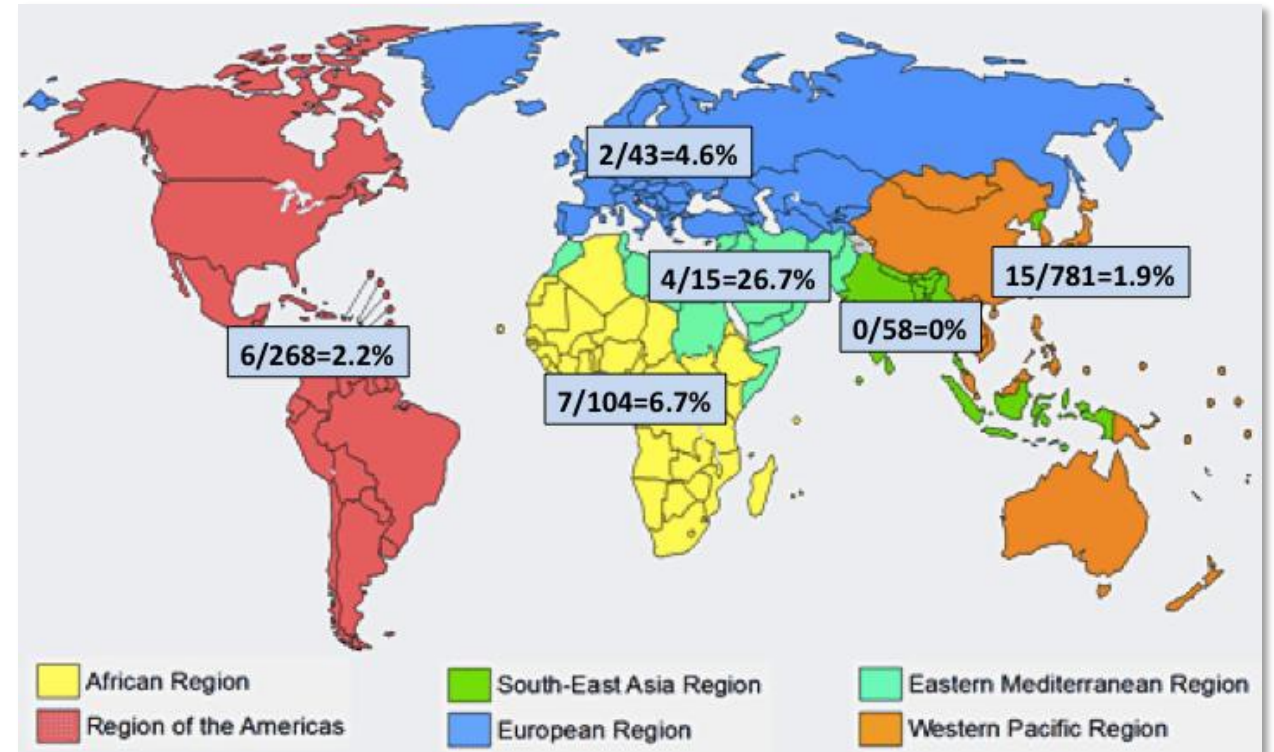 2/43=4.6%
4/15=26.7%
15/781=1.9%
0/58=0%
6/268=2.2%
7/104=6.7%
African Region
South-East Asia Region
Eastern Mediterranean Region
Region of the Americas
European Region
Western Pacific Region